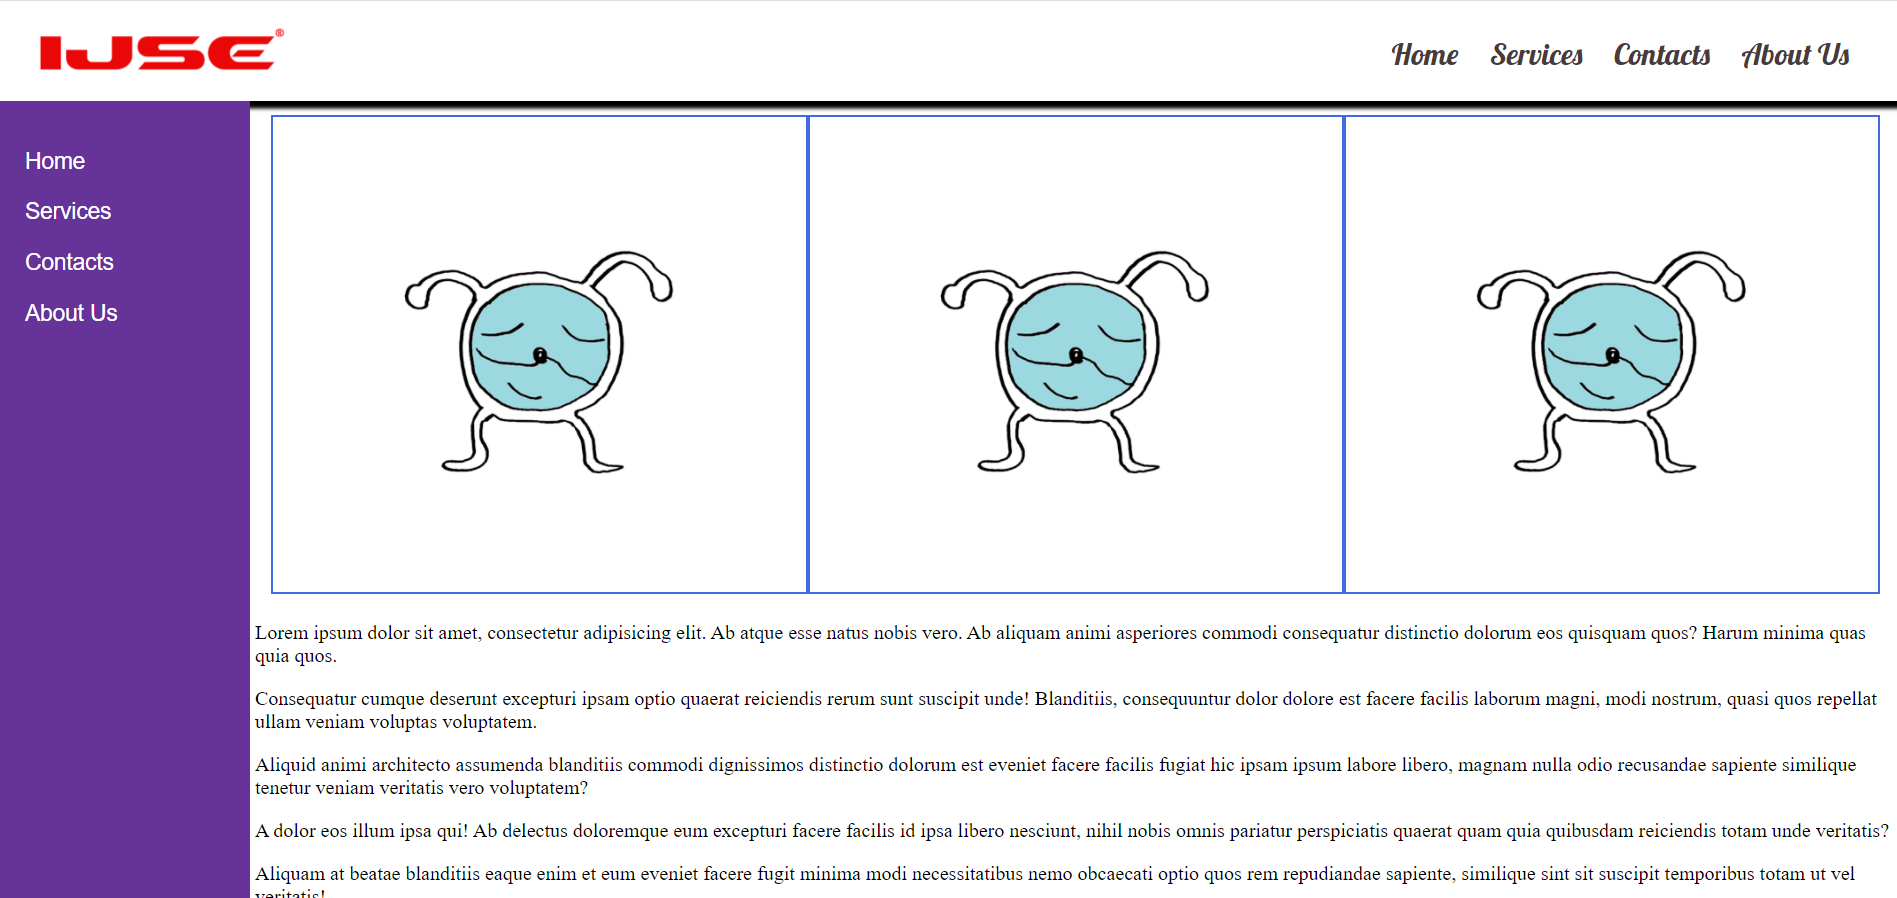 IJSE®
Home Services Contacts About Us
Home
Services
Contacts
About Us
Lorem ipsum dolor sit amet, consectetur adipisicing elit. Ab atque esse natus nobis vero. Ab aliquam animi asperiores commodi consequatur distinctio dolorum eos quisquam quos? Harum minima quas
quia quos.
Consequatur cumque deserunt excepturi ipsam optio quaerat reiciendis rerum sunt suscipit unde! Blanditiis, consequuntur dolor dolore est facere facilis laborum magni, modi nostrum, quasi quos repellat
ullam veniam voluptas voluptatem.
Aliquid animi architecto assumenda blanditiis commodi dignissimos distinctio dolorum est eveniet facere facilis fugiat hic ipsam ipsum labore libero, magnam nulla odio recusandae sapiente similique
tenetur veniam veritatis vero voluptatem?
A dolor eos illum ipsa qui! Ab delectus doloremque eum excepturi facere facilis id ipsa libero nesciunt, nihil nobis omnis pariatur perspiciatis quaerat quam quia quibusdam reiciendis totam unde veritatis?
Aliquam at beatae blanditiis eaque enim et eum eveniet facere fugit minima modi necessitatibus nemo obcaecati optio quos rem repudiandae sapiente, similique sint sit suscipit temporibus totam ut vel
veritatis!